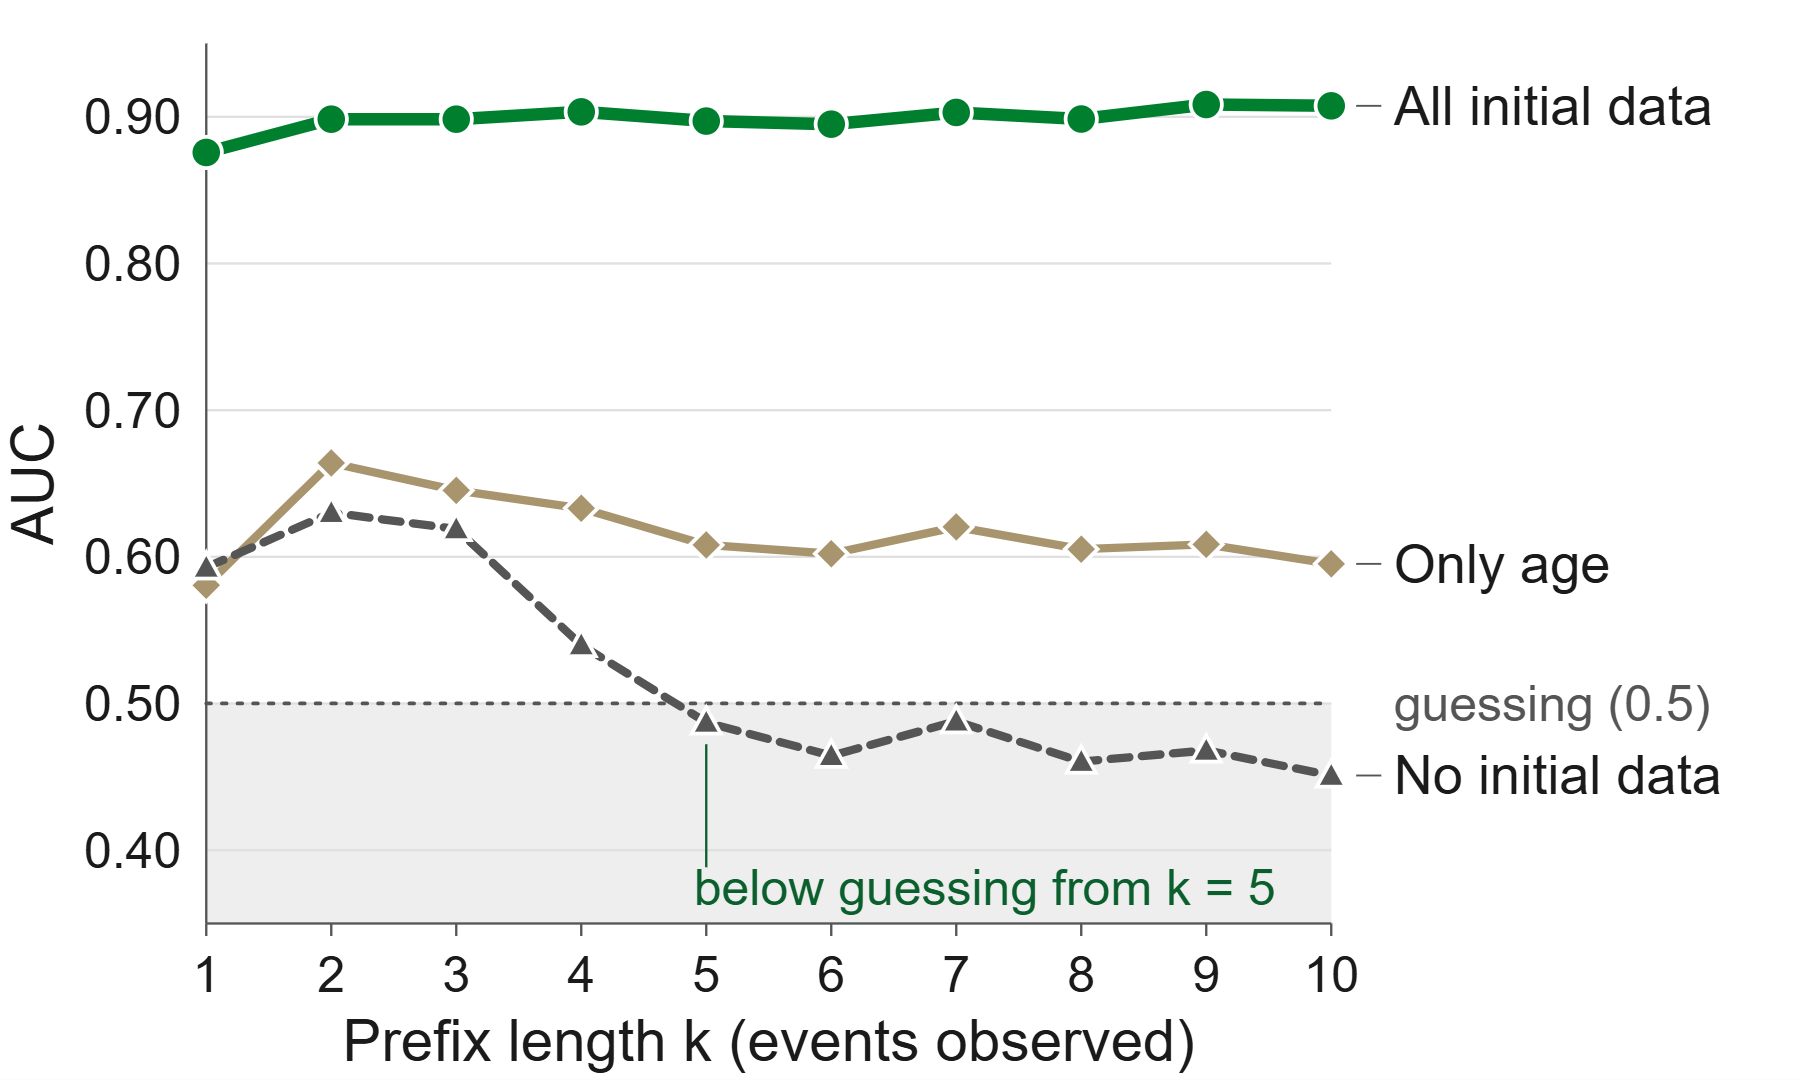 0.90
0.80
0.70
0.60
0.50
0.40
AUC
All initial data
Only age
guessing (0.5)
No initial data
below guessing from k = 5
1 2 3 4 5 6 7 8 9 10
Prefix length k (events observed)